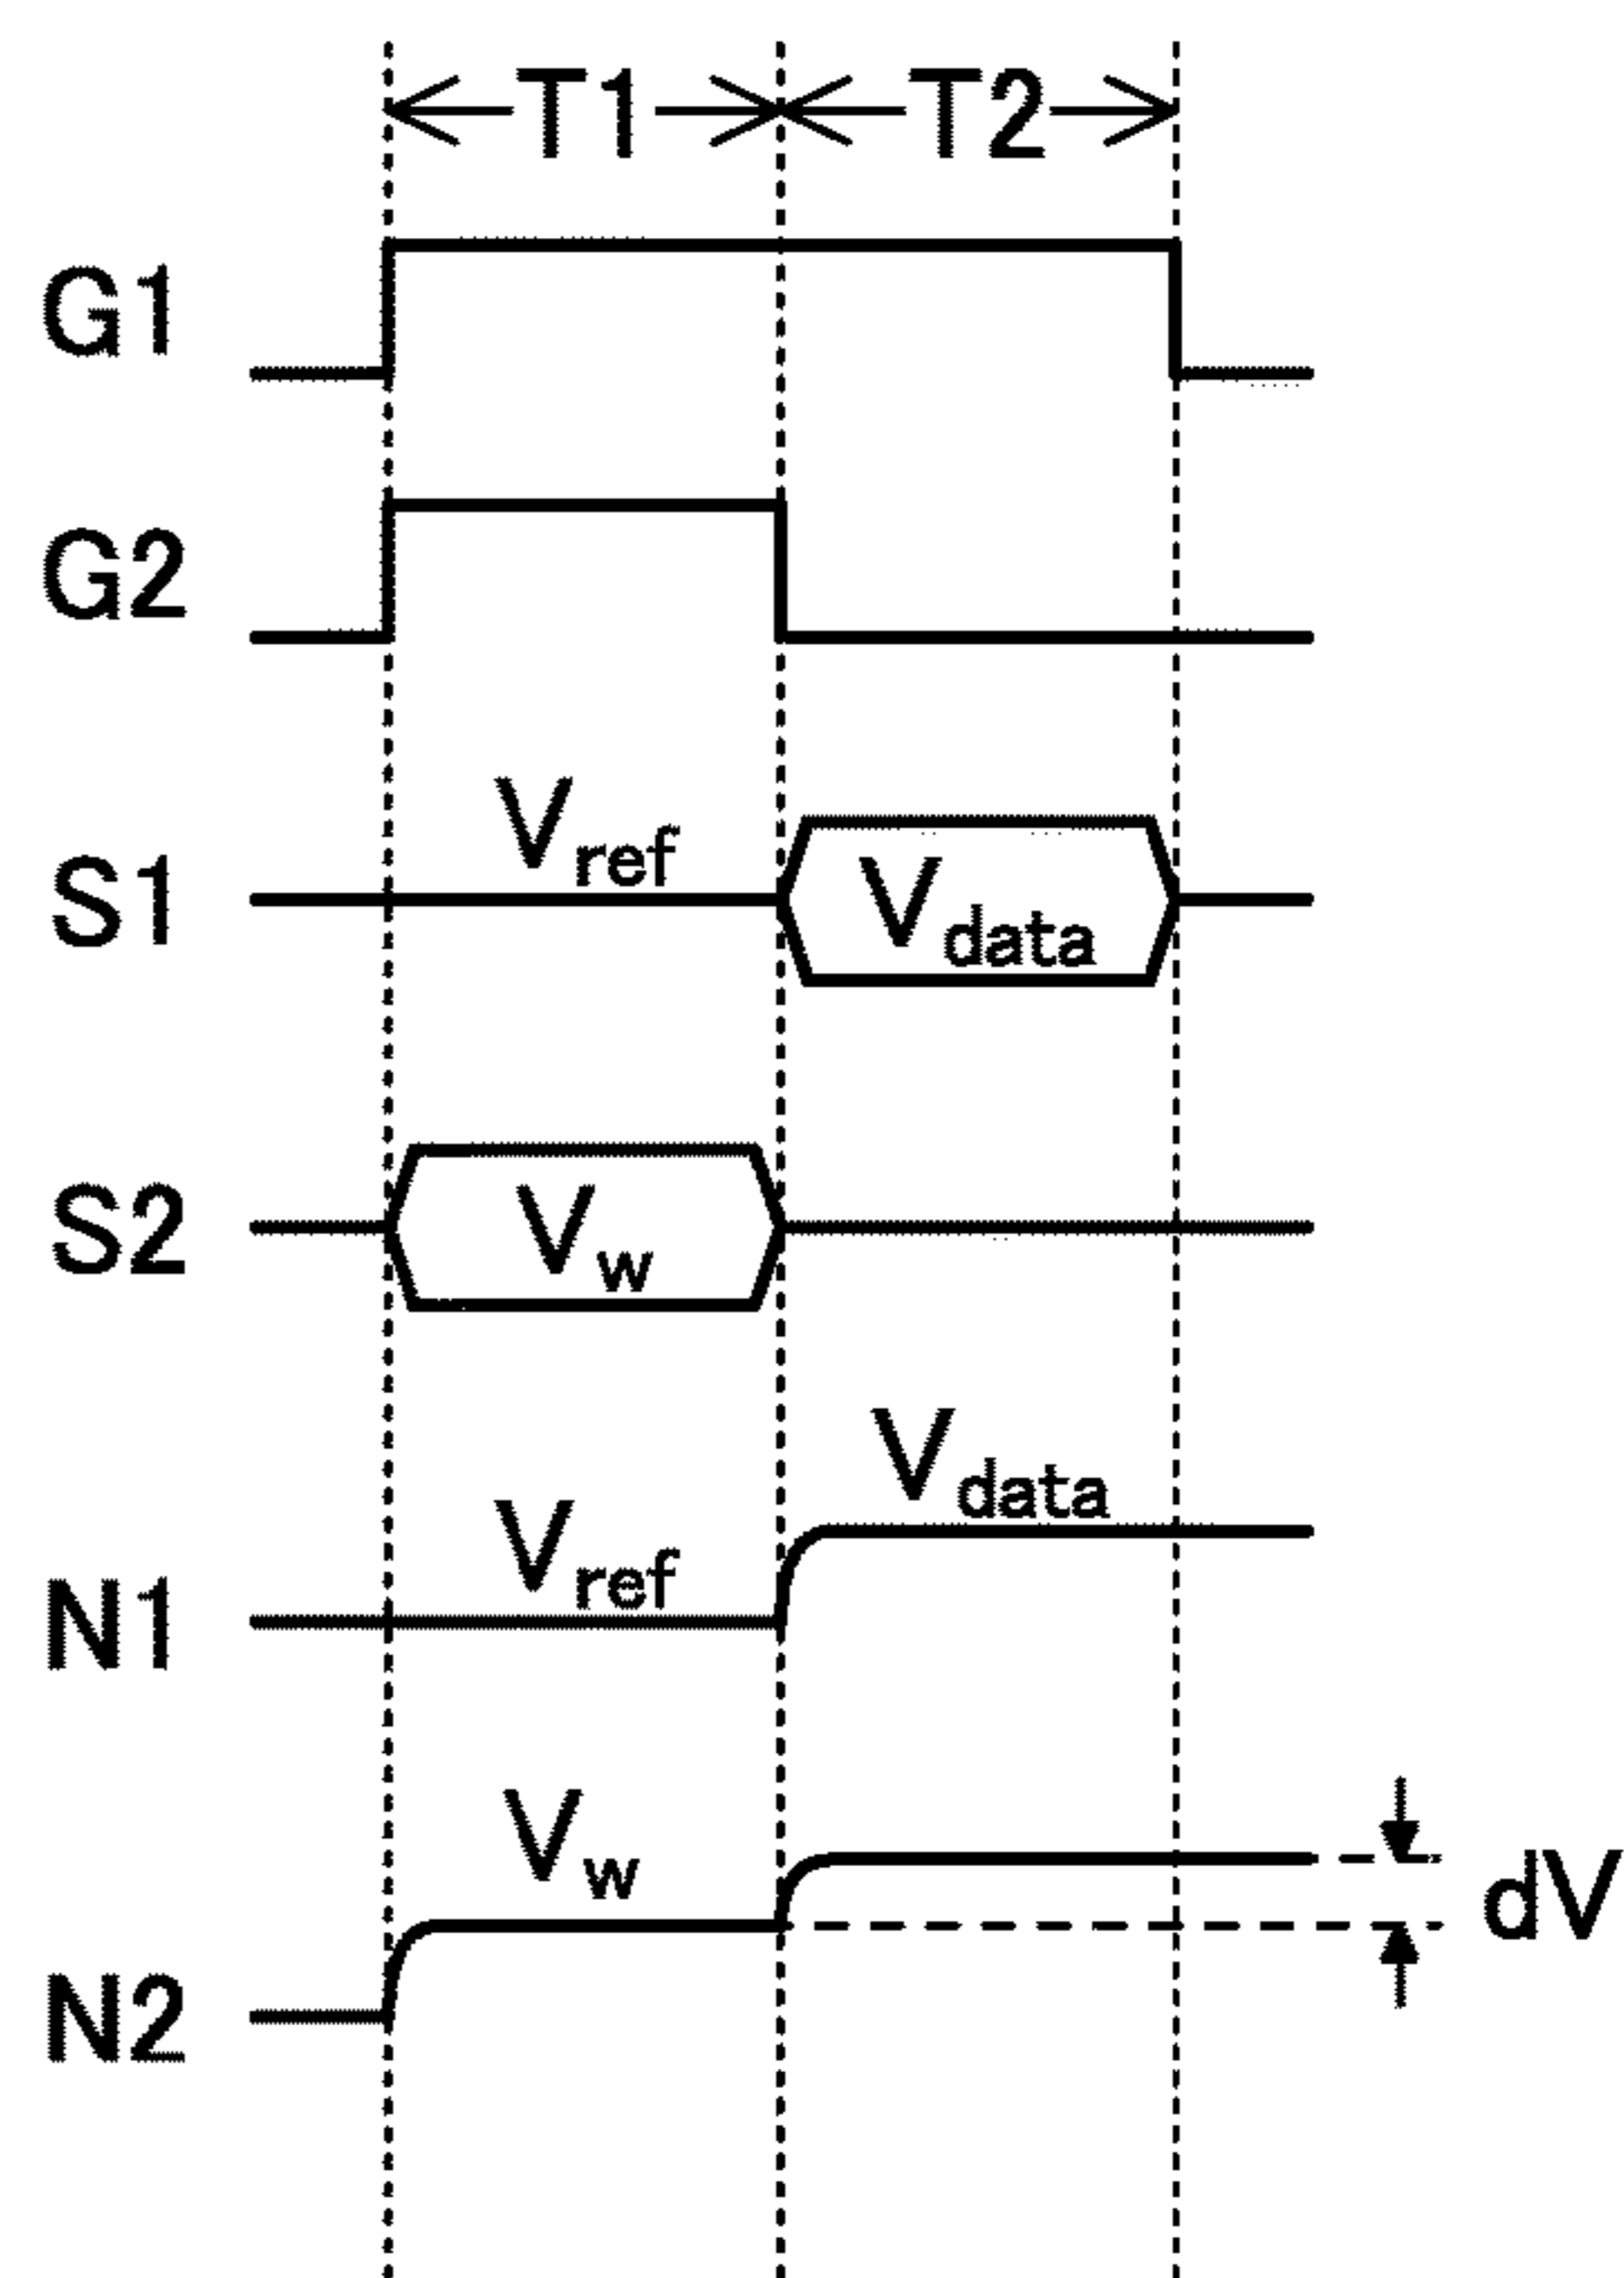 T1 T2
G1
G2
Vref
S1 Vdata
S2 Vw
Vdata
Vref
N1
Vw
dV
N2